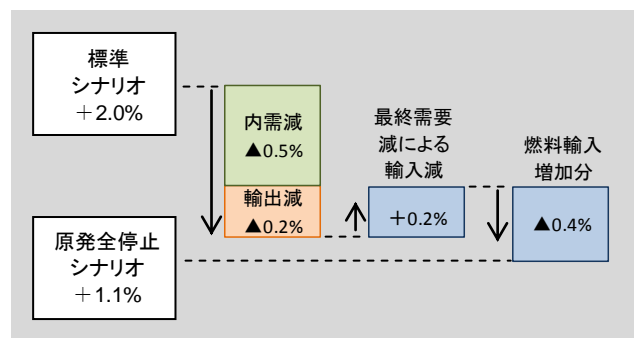 標準
シナリオ
＋2.0%
内需減
▲0.5%
輸出減
▲0.2%
最終需要
減による
輸入減
＋0.2%
燃料輸入
増加分
▲0.4%
原発全停止
シナリオ
＋1.1%